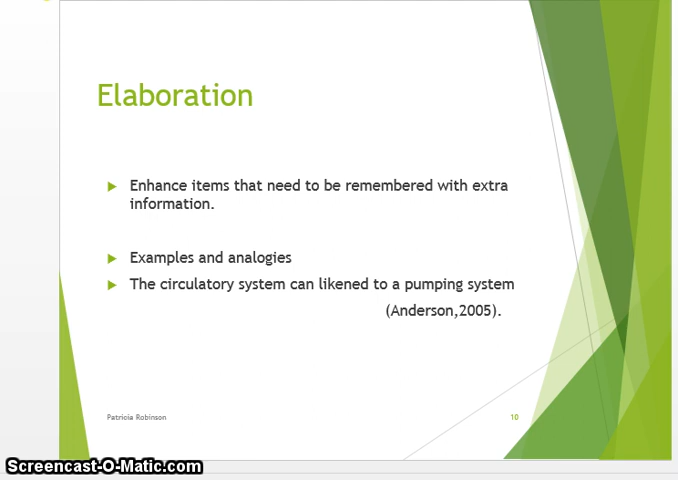 Elaboration
Enhance items that need to be remembered with extra
information.
Examples and analogies
The circulatory system can likened to a pumping system
(Anderson,2005).
Patricia Robinson
10
Screencast-O-Matic.com